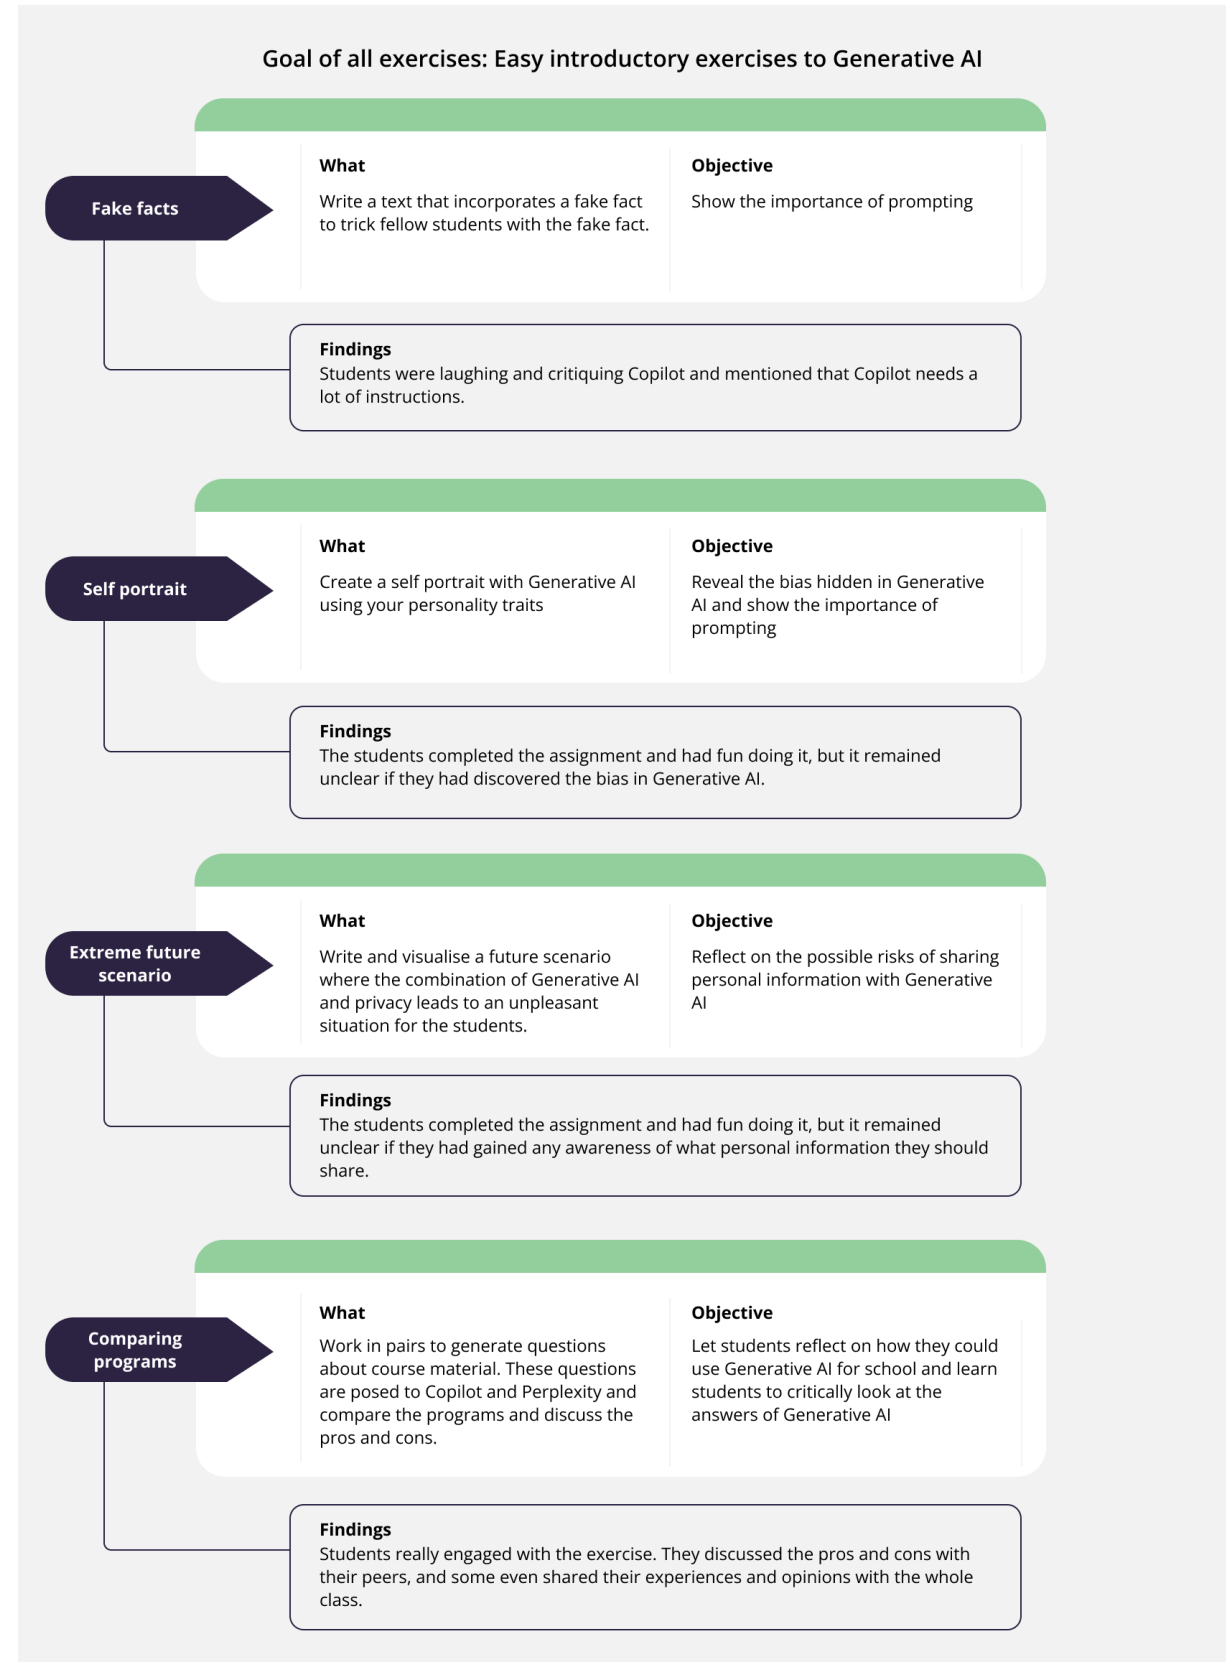 Goal of all exercises: Easy introductory exercises to Generative AI
Fake facts
What
Write a text that incorporates a fake fact
to trick fellow students with the fake fact.
Objective
Show the importance of prompting
Findings
Students were laughing and critiquing Copilot and mentioned that Copilot needs a
lot of instructions.
Self portrait
What
Create a self portrait with Generative AI
using your personality traits
Objective
Reveal the bias hidden in Generative
AI and show the importance of
prompting
Findings
The students completed the assignment and had fun doing it, but it remained
unclear if they had discovered the bias in Generative AI.
Extreme future
scenario
What
Write and visualise a future scenario
where the combination of Generative AI
and privacy leads to an unpleasant
situation for the students.
Objective
Reflect on the possible risks of sharing
personal information with Generative
AI
Findings
The students completed the assignment and had fun doing it, but it remained
unclear if they had gained any awareness of what personal information they should
share.
Comparing
programs
What
Work in pairs to generate questions
about course material. These questions
are posed to Copilot and Perplexity and
compare the programs and discuss the
pros and cons.
Objective
Let students reflect on how they could
use Generative AI for school and learn
students to critically look at the
answers of Generative AI
Findings
Students really engaged with the exercise. They discussed the pros and cons with
their peers, and some even shared their experiences and opinions with the whole
class.